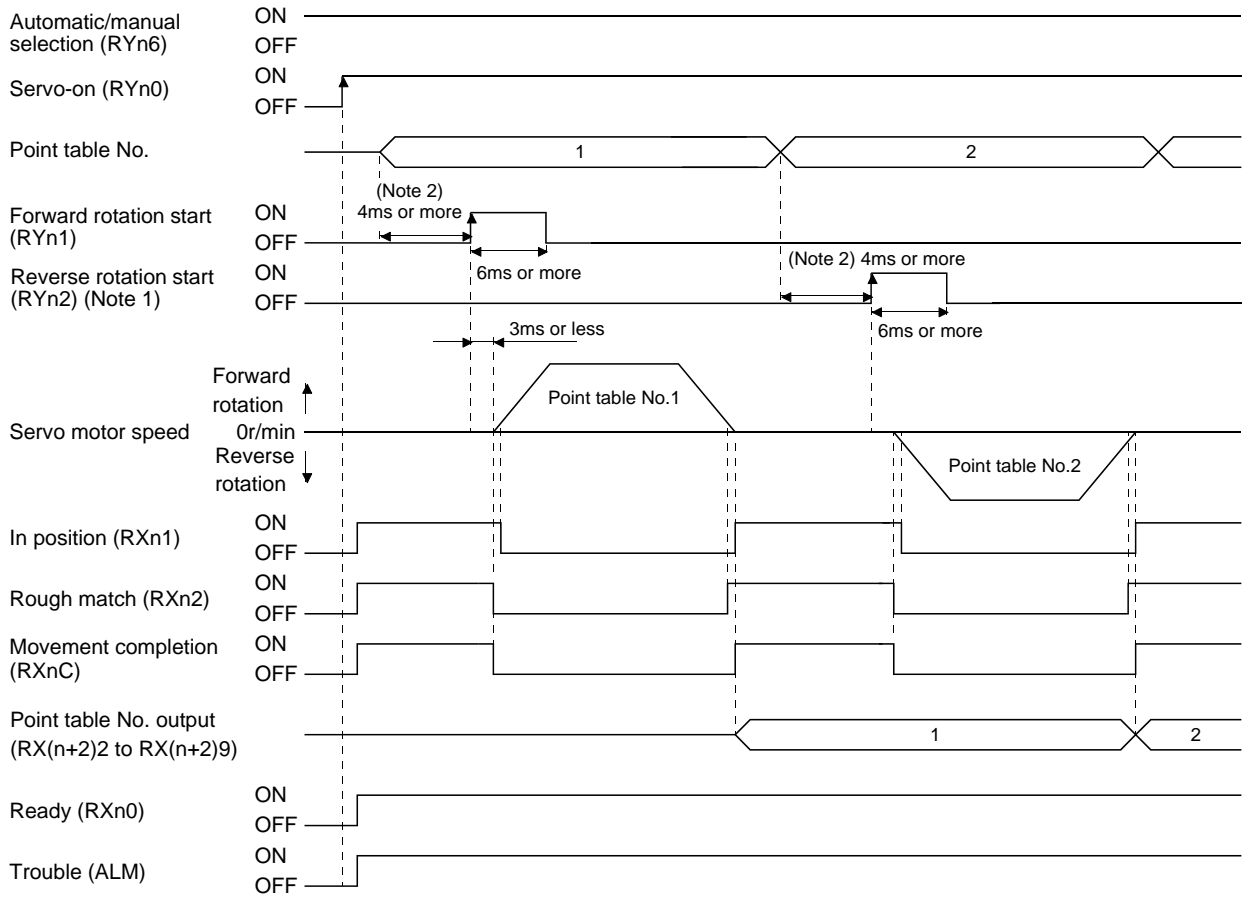 Automatic/manual
selection (RYn6)
ON
OFF
Servo-on (RYn0)
ON
OFF
Point table No.
1
2
(Note 2)
4ms or more
Forward rotation start
(RYn1)
ON
OFF
6ms or more
Reverse rotation start
(RYn2) (Note 1)
ON
OFF
(Note 2) 4ms or more
6ms or more
3ms or less
Forward
rotation
Servo motor speed
0r/min
Reverse
rotation
Point table No.1
Point table No.2
In position (RXn1)
ON
OFF
Rough match (RXn2)
ON
OFF
Movement completion
(RXnC)
ON
OFF
Point table No. output
(RX(n+2)2 to RX(n+2)9)
1
2
Ready (RXn0)
ON
OFF
Trouble (ALM)
ON
OFF